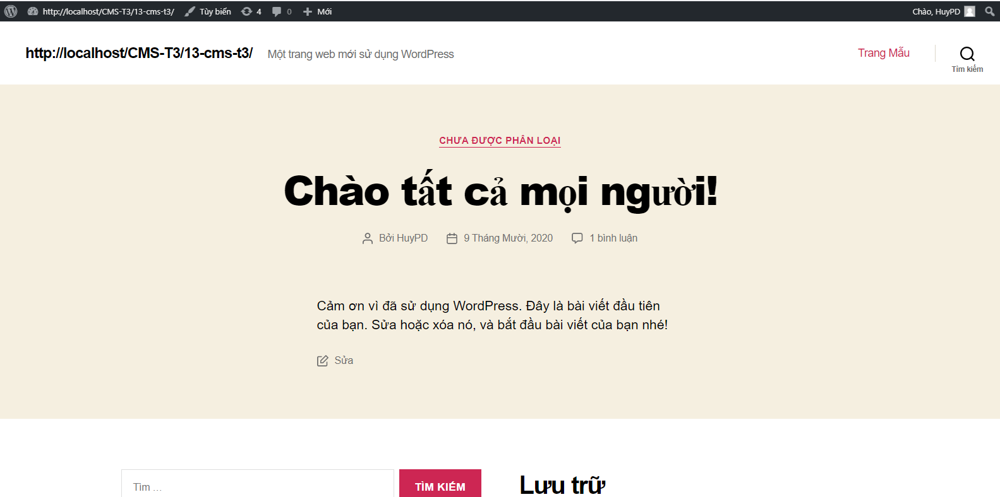 http://localhost/CMS-T3/13-cms-t3/ Tùy biến 4 0 Mới Chào, HuyPD
http://localhost/CMS-T3/13-cms-t3/ Một trang web mới sử dụng WordPress Trang Mẫu
Tìm kiếm
CHƯA ĐƯỢC PHÂN LOẠI
Chào tất cả mọi người!
Bởi HuyPD 9 Tháng Mười, 2020 1 bình luận
Cảm ơn vì đã sử dụng WordPress. Đây là bài viết đầu tiên
của bạn. Sửa hoặc xóa nó, và bắt đầu bài viết của bạn nhé!
Sửa
Tìm … TÌM KIẾM Lưu trữ